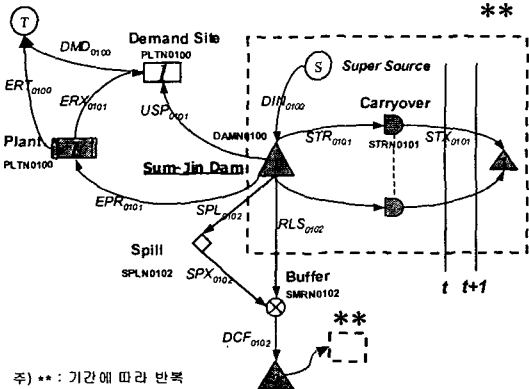 **
T
DMD0100
Demand Site
PLTN0100
S
Super Source
ERT0100
ERX0101
USP0101
DIN0100
Carryover
DAMN0100
STR0101
STRN0101
STX0101
Plant
PLTN0100
Sum-Jin Dam
EPR0101
SPL0102
RLS0102
Spill
SPLN0102
SPX0102
Buffer
SMRN0102
t
t+1
DCF0102
**
주) ** : 기간에 따라 반복